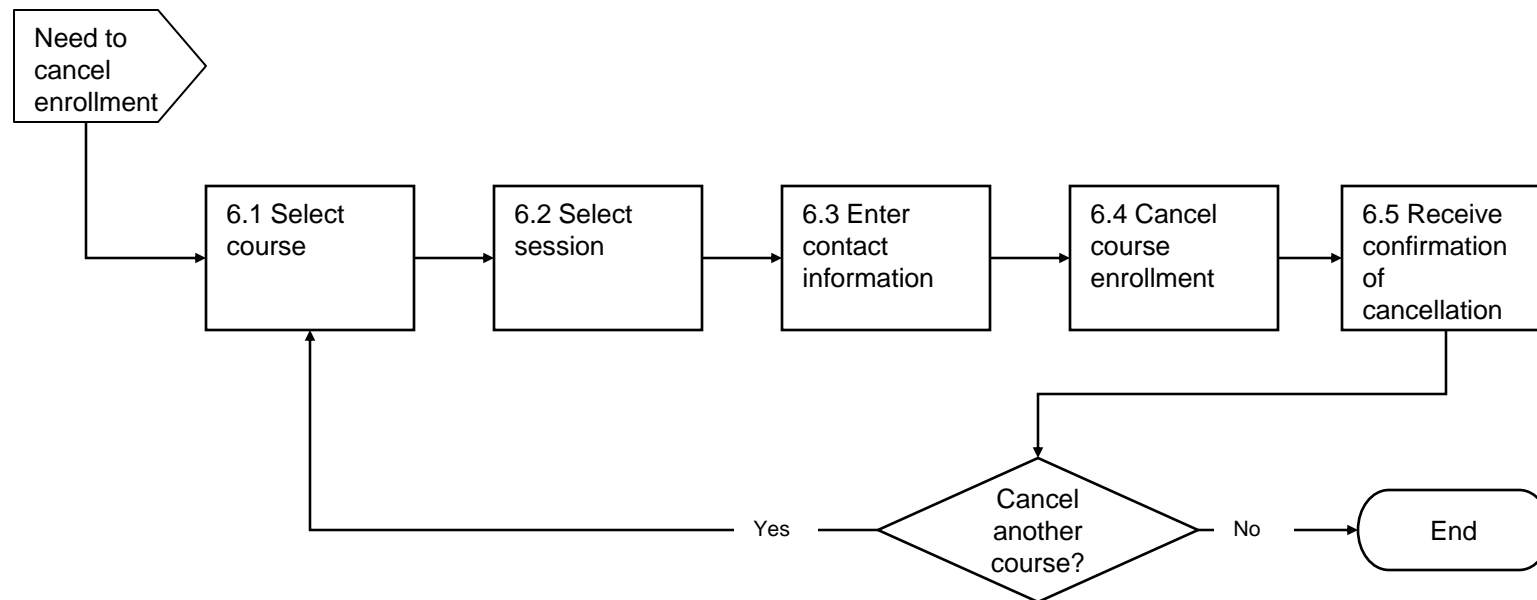 Need to
cancel
enrollment
6.1 Select
course
6.2 Select
session
6.3 Enter
contact
information
6.4 Cancel
course
enrollment
6.5 Receive
confirmation
of
cancellation
Cancel
another
course?
Yes
No
End